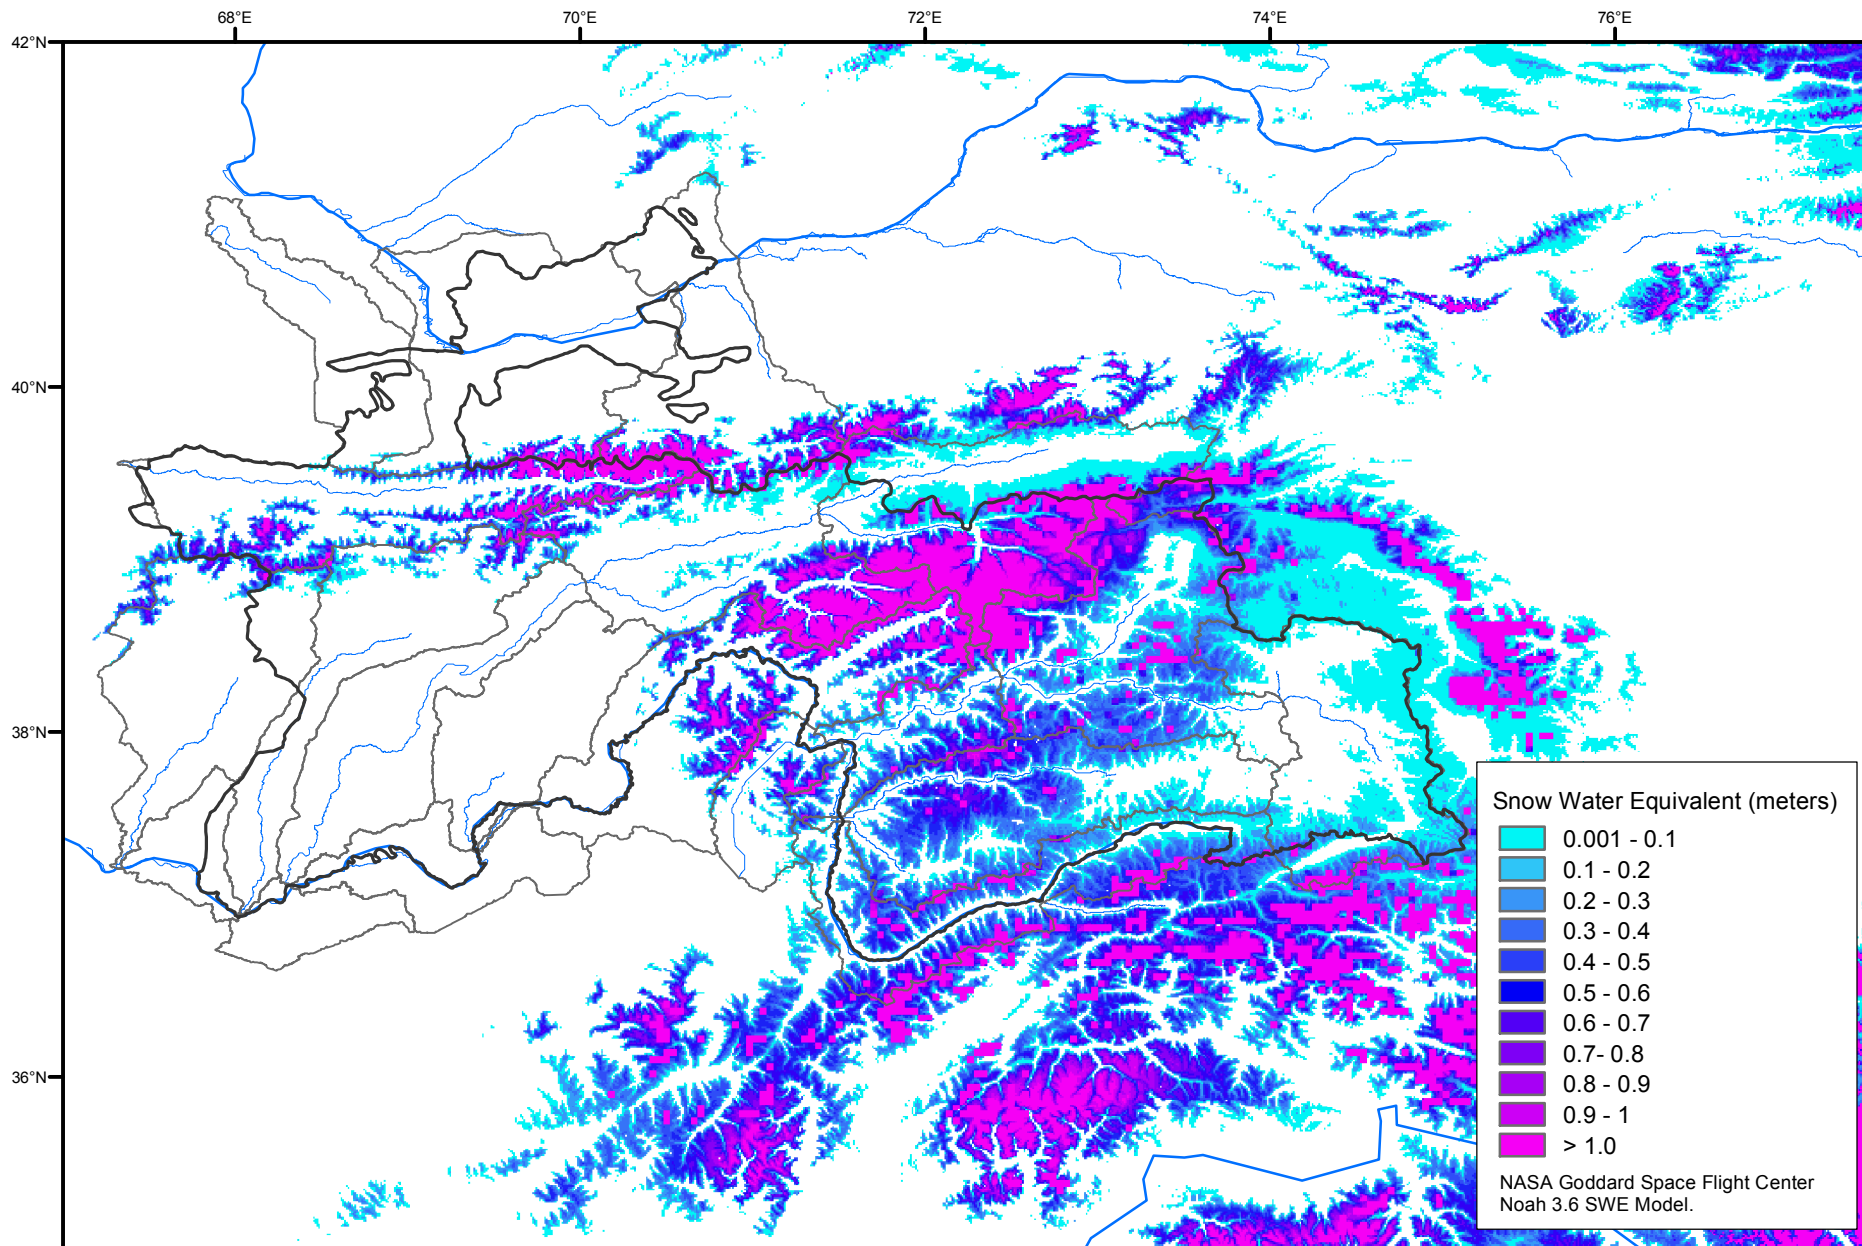 68°E
70°E
72°E
74°E
76°E
42°N
40°N
38°N
36°N
Snow Water Equivalent (meters)
0.001 - 0.1
0.1 - 0.2
0.2 - 0.3
0.3 - 0.4
0.4 - 0.5
0.5 - 0.6
0.6 - 0.7
0.7- 0.8
0.8 - 0.9
0.9 - 1
> 1.0
NASA Goddard Space Flight Center
Noah 3.6 SWE Model.